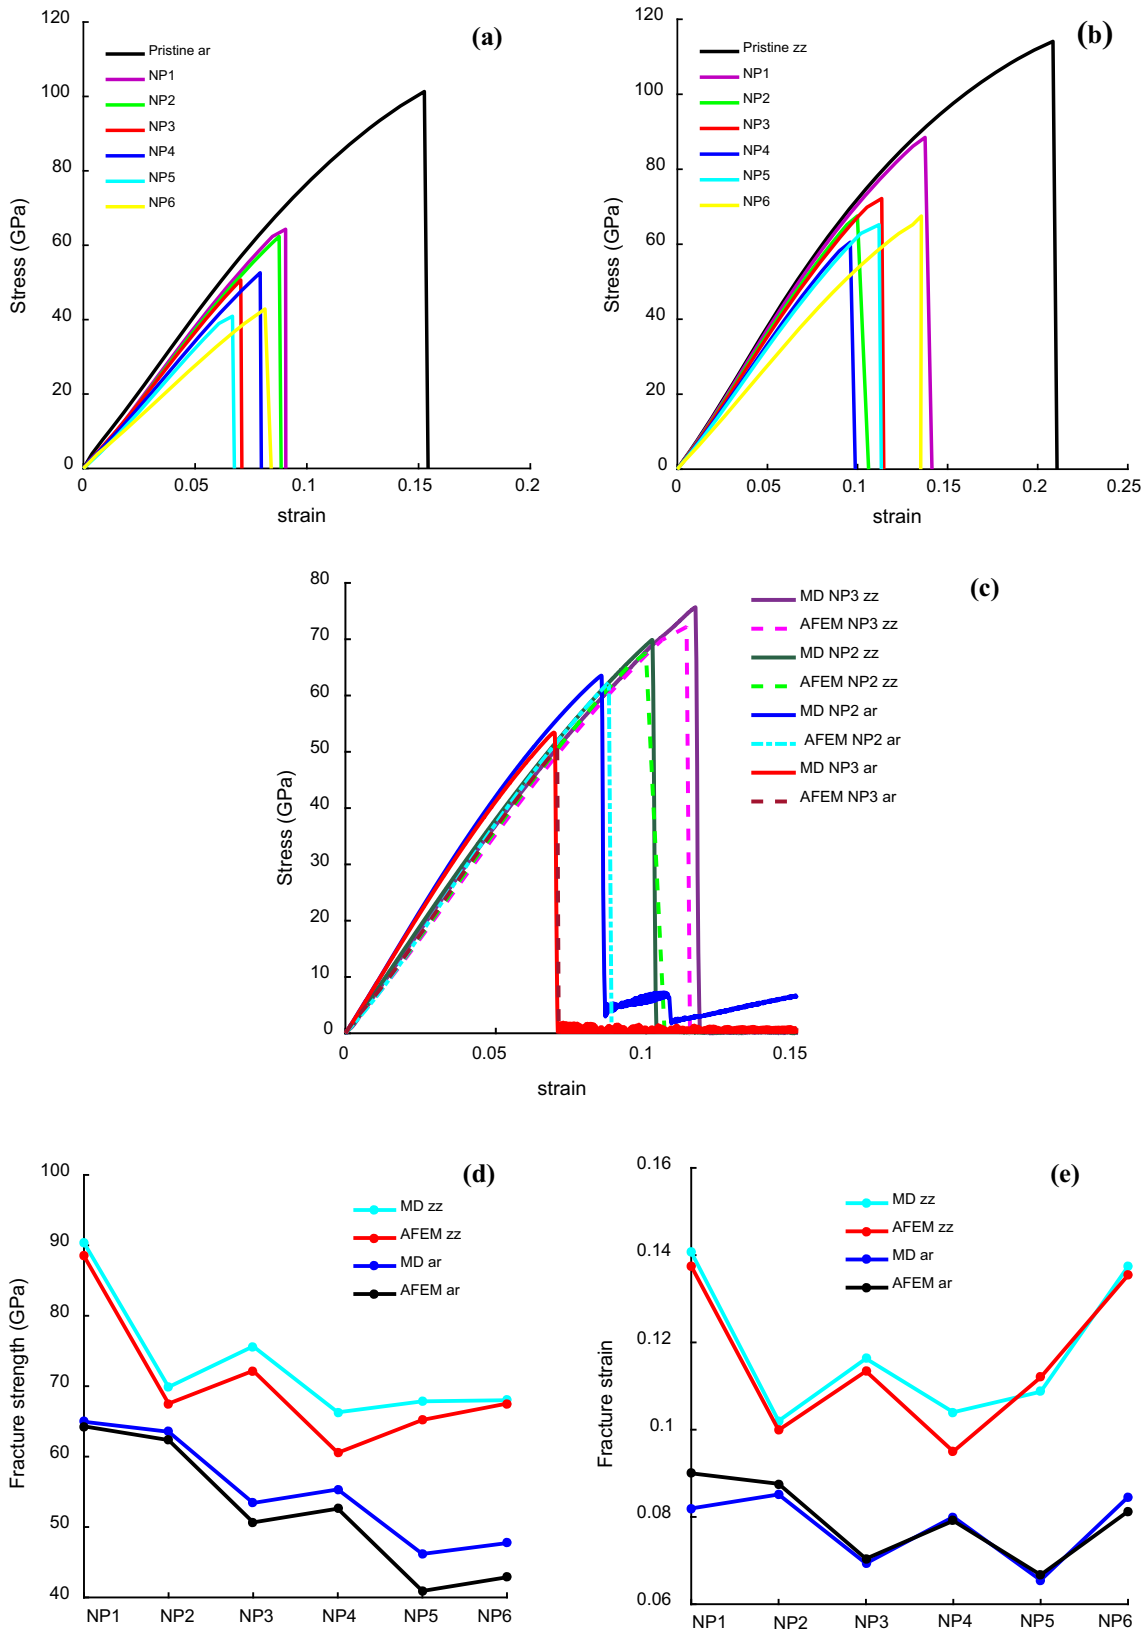 (a)
120
100
80
60
40
20
0
Stress (GPa)
Pristine ar
NP1
NP2
NP3
NP4
NP5
NP6
0 0.05 0.1 0.15 0.2
strain
(b)
120
100
80
60
40
20
0
Stress (GPa)
Pristine zz
NP1
NP2
NP3
NP4
NP5
NP6
0 0.05 0.1 0.15 0.2 0.25
strain
(c)
80
70
60
50
40
30
20
10
0
Stress (GPa)
MD NP3 zz
AFEM NP3 zz
MD NP2 zz
AFEM NP2 zz
MD NP2 ar
AFEM NP2 ar
MD NP3 ar
AFEM NP3 ar
0 0.05 0.1 0.15
strain
(d)
100
90
80
70
60
50
40
Fracture strength (GPa)
MD zz
AFEM zz
MD ar
AFEM ar
NP1 NP2 NP3 NP4 NP5 NP6
(e)
0.16
0.14
0.12
0.1
0.08
0.06
Fracture strain
MD zz
AFEM zz
MD ar
AFEM ar
NP1 NP2 NP3 NP4 NP5 NP6